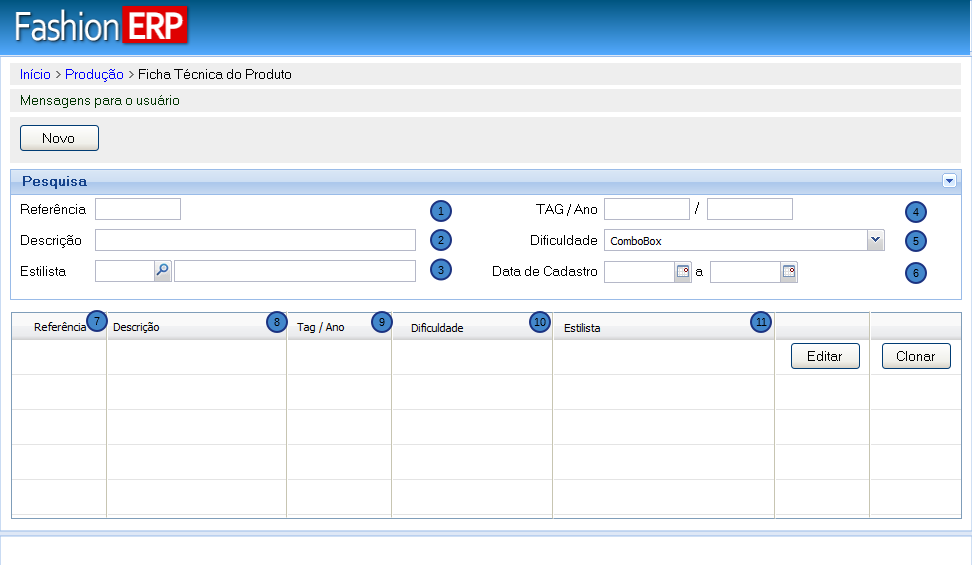 Fashion ERP
Início > Produção > Ficha Técnica do Produto
Mensagens para o usuário
Novo
Pesquisa
Referência 1 TAG / Ano / 4
Descrição 2 Dificuldade ComboBox 5
Estilista 3 Data de Cadastro a 6
Referência 7 Descrição 8 Tag / Ano 9 Dificuldade 10 Estilista 11
Editar Clonar